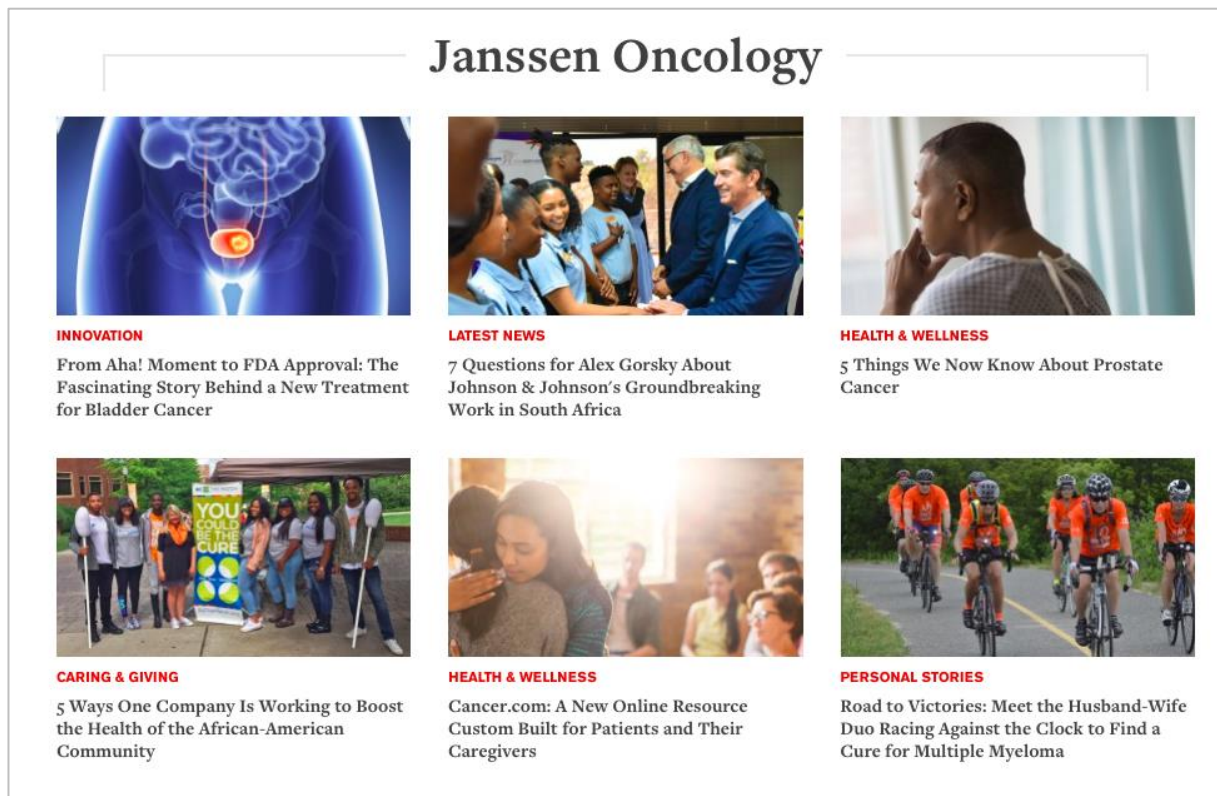 Janssen Oncology
INNOVATION
From Aha! Moment to FDA Approval: The
Fascinating Story Behind a New Treatment
for Bladder Cancer
LATEST NEWS
7 Questions for Alex Gorsky About
Johnson & Johnson's Groundbreaking
Work in South Africa
HEALTH & WELLNESS
5 Things We Now Know About Prostate
Cancer
YOU
COULD
BE THE
CURE
CARING & GIVING
5 Ways One Company Is Working to Boost
the Health of the African-American
Community
HEALTH & WELLNESS
Cancer.com: A New Online Resource
Custom Built for Patients and Their
Caregivers
PERSONAL STORIES
Road to Victories: Meet the Husband-Wife
Duo Racing Against the Clock to Find a
Cure for Multiple Myeloma